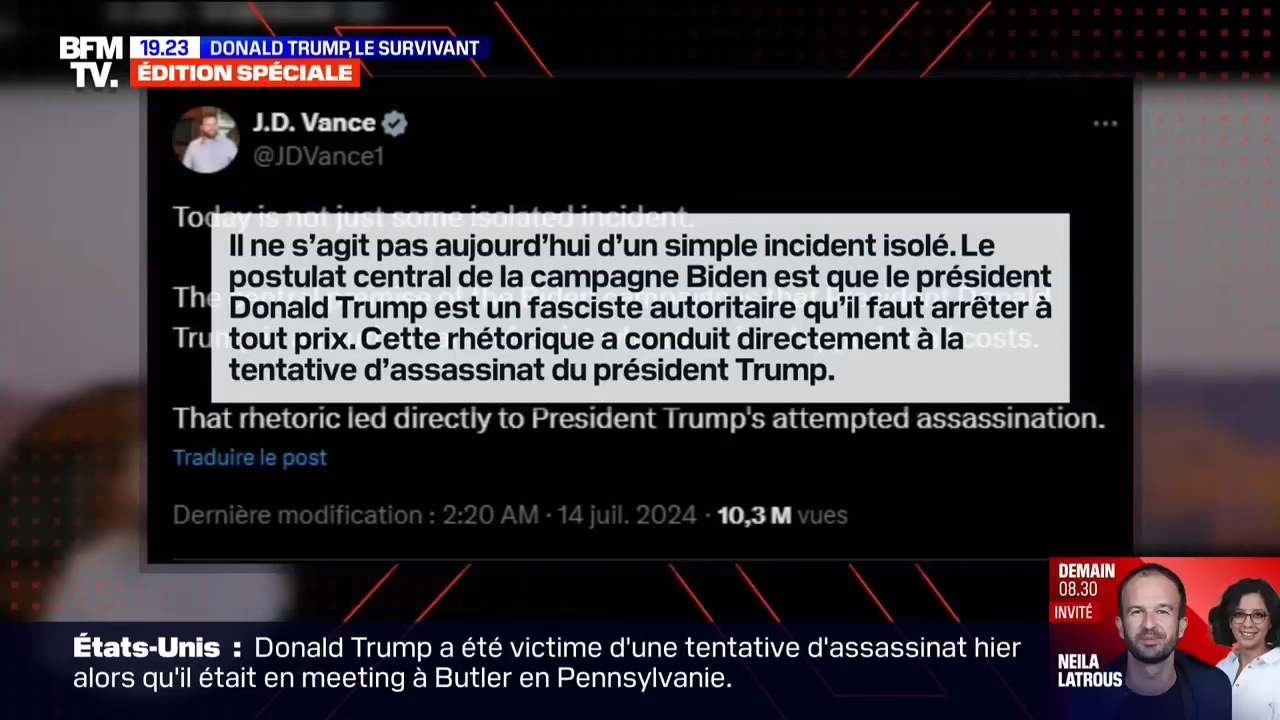 BFM
TV.
19.23
DONALD TRUMP, LE SURVIVANT
ÉDITION SPÉCIALE
J.D. Vance
@JDVance1
Today is not just some isolated incident.
Il ne s'agit pas aujourd'hui d'un simple incident isolé. Le
postulat central de la campagne Biden est que le président
Donald Trump est un fasciste autoritaire qu'il faut arrêter à
tout prix. Cette rhétorique a conduit directement à la
tentative d'assassinat du président Trump.
The
costs.
That rhetoric led directly to President Trump's attempted assassination.
Traduire le post
Dernière modification : 2:20 AM · 14 juil. 2024 · 10,3 M vues
DEMAIN
08.30
INVITÉ
NEILA
LATROUS
États-Unis : Donald Trump a été victime d'une tentative d'assassinat hier
alors qu'il était en meeting à Butler en Pennsylvanie.